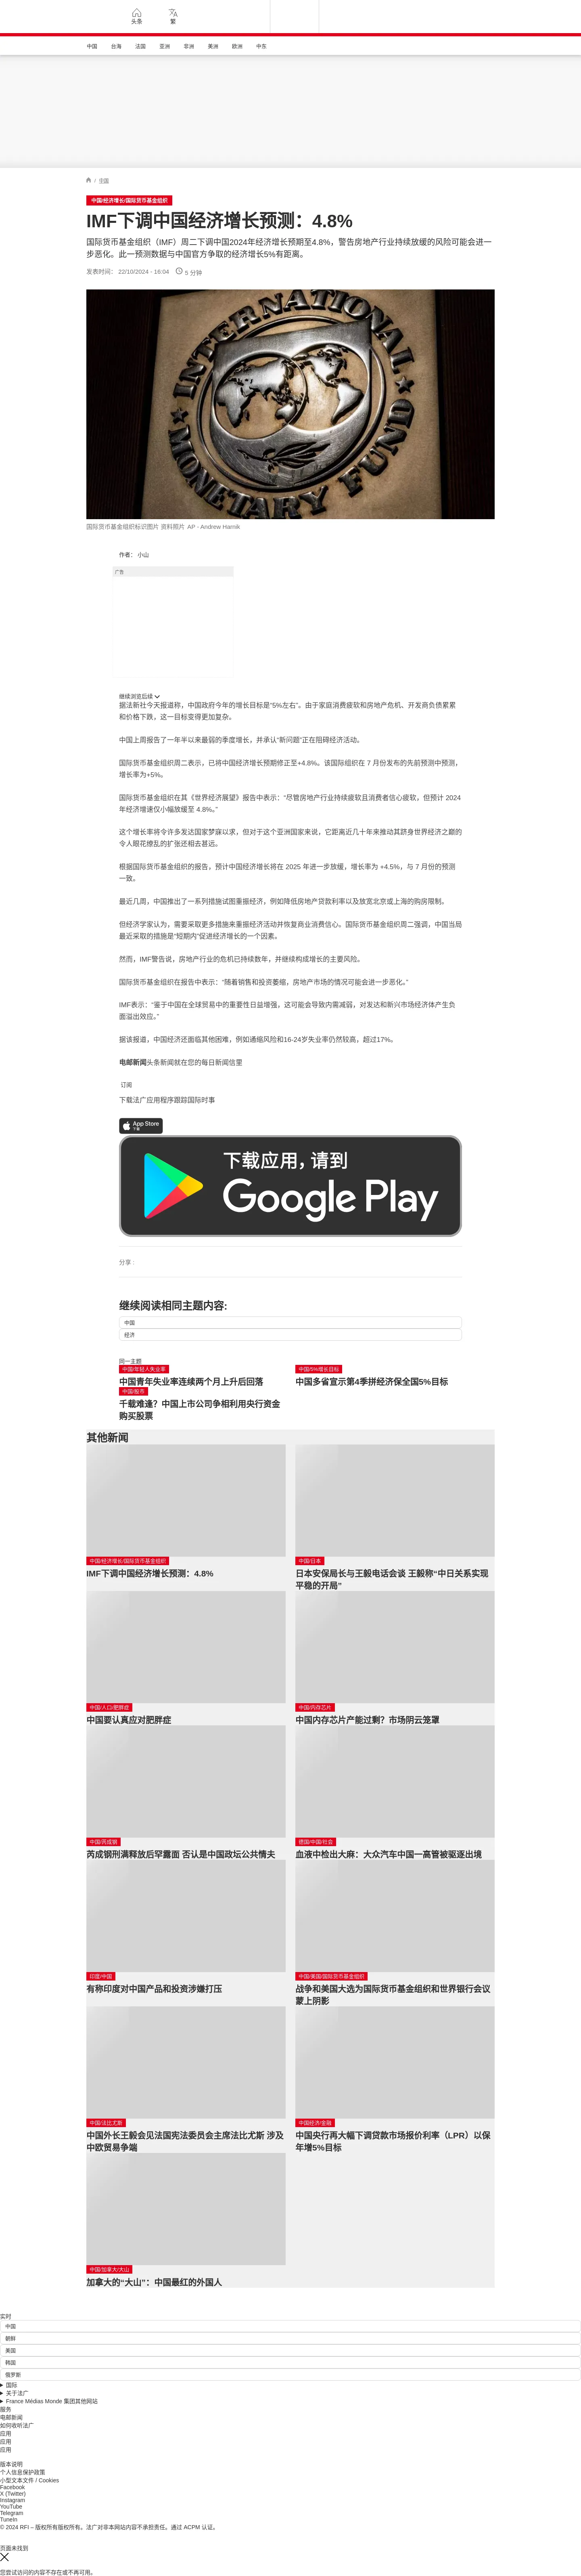 头条
繁
中国
台海
法国
亚洲
非洲
美洲
欧洲
中东
/ 中国
中国/经济增长/国际货币基金组织
IMF下调中国经济增长预测：4.8%
国际货币基金组织（IMF）周二下调中国2024年经济增长预期至4.8%，警告房地产行业持续放缓的风险可能会进一
步恶化。此一预测数据与中国官方争取的经济增长5%有距离。
发表时间： 22/10/2024 - 16:04
5 分钟
INTERNATIONAL MONETARY FUND
国际货币基金组织标识图片 资料照片 AP - Andrew Harnik
作者： 小山
广告
继续浏览后续
据法新社今天报道称，中国政府今年的增长目标是“5%左右”。由于家庭消费疲软和房地产危机、开发商负债累累
和价格下跌，这一目标变得更加复杂。
中国上周报告了一年半以来最弱的季度增长，并承认“新问题”正在阻碍经济活动。
国际货币基金组织周二表示，已将中国经济增长预期修正至+4.8%。该国际组织在 7 月份发布的先前预测中预测，
增长率为+5%。
国际货币基金组织在其《世界经济展望》报告中表示：“尽管房地产行业持续疲软且消费者信心疲软，但预计 2024
年经济增速仅小幅放缓至 4.8%。”
这个增长率将令许多发达国家梦寐以求，但对于这个亚洲国家来说，它距离近几十年来推动其跻身世界经济之巅的
令人眼花缭乱的扩张还相去甚远。
根据国际货币基金组织的报告，预计中国经济增长将在 2025 年进一步放缓，增长率为 +4.5%，与 7 月份的预测
一致。
最近几周，中国推出了一系列措施试图重振经济，例如降低房地产贷款利率以及放宽北京或上海的购房限制。
但经济学家认为，需要采取更多措施来重振经济活动并恢复商业消费信心。国际货币基金组织周二强调，中国当局
最近采取的措施是“短期内”促进经济增长的一个因素。
然而，IMF警告说，房地产行业的危机已持续数年，并继续构成增长的主要风险。
国际货币基金组织在报告中表示：“随着销售和投资萎缩，房地产市场的情况可能会进一步恶化。”
IMF表示：“鉴于中国在全球贸易中的重要性日益增强，这可能会导致内需减弱，对发达和新兴市场经济体产生负
面溢出效应。”
据该报道，中国经济还面临其他困难，例如通缩风险和16-24岁失业率仍然较高，超过17%。
电邮新闻头条新闻就在您的每日新闻信里
订阅
下载法广应用程序跟踪国际时事
App Store
下载
下载应用，请到
Google Play
分享 :
继续阅读相同主题内容:
中国
经济
同一主题
中国/年轻人失业率
中国青年失业率连续两个月上升后回落
中国/5%增长目标
中国多省宣示第4季拼经济保全国5%目标
中国/股市
千载难逢？中国上市公司争相利用央行资金
购买股票
其他新闻
中国/经济增长/国际货币基金组织
IMF下调中国经济增长预测：4.8%
中国/日本
日本安保局长与王毅电话会谈 王毅称“中日关系实现
平稳的开局”
中国/人口/肥胖症
中国要认真应对肥胖症
中国/内存芯片
中国内存芯片产能过剩？市场阴云笼罩
中国/芮成钢
芮成钢刑满释放后罕露面 否认是中国政坛公共情夫
德国/中国/社会
血液中检出大麻：大众汽车中国一高管被驱逐出境
印度/中国
有称印度对中国产品和投资涉嫌打压
中国/美国/国际货币基金组织
战争和美国大选为国际货币基金组织和世界银行会议
蒙上阴影
中国/法比尤斯
中国外长王毅会见法国宪法委员会主席法比尤斯 涉及
中欧贸易争端
中国经济/金融
中国央行再大幅下调贷款市场报价利率（LPR）以保
年增5%目标
中国/加拿大/大山
加拿大的“大山”：中国最红的外国人
实时
中国
朝鲜
美国
韩国
俄罗斯
国际
关于法广
France Médias Monde 集团其他网站
服务
电邮新闻
如何收听法广
应用
应用
应用
版本说明
个人信息保护政策
小型文本文件 / Cookies
Facebook
X (Twitter)
Instagram
YouTube
Telegram
TuneIn
© 2024 RFI – 版权所有版权所有。法广对非本网站内容不承担责任。通过 ACPM 认证。
页面未找到
您尝试访问的内容不存在或不再可用。